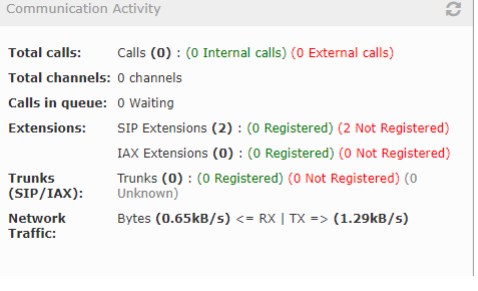 Communication Activity
Total calls: Calls (0) : (0 Internal calls) (0 External calls)
Total channels: 0 channels
Calls in queue: 0 Waiting
Extensions: SIP Extensions (2) : (0 Registered) (2 Not Registered)
IAX Extensions (0) : (0 Registered) (0 Not Registered)
Trunks (SIP/IAX): Trunks (0) : (0 Registered) (0 Not Registered) (0 Unknown)
Network Traffic: Bytes (0.65kB/s) <= RX | TX => (1.29kB/s)